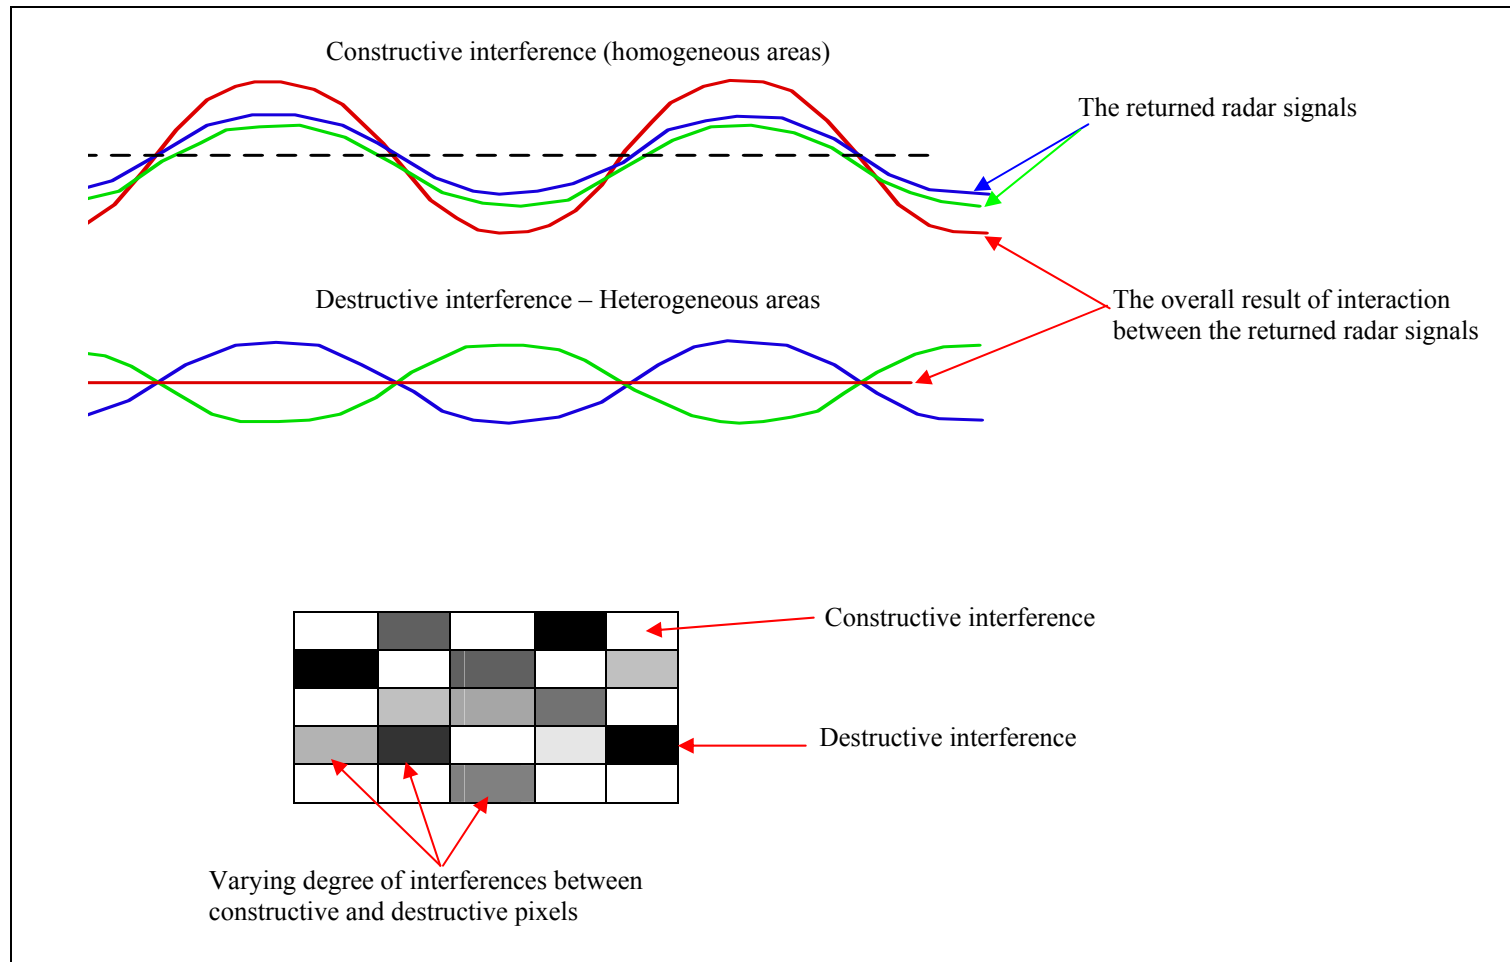 Constructive interference (homogeneous areas)
The returned radar signals
Destructive interference – Heterogeneous areas
The overall result of interaction
between the returned radar signals
Constructive interference
Destructive interference
Varying degree of interferences between
constructive and destructive pixels